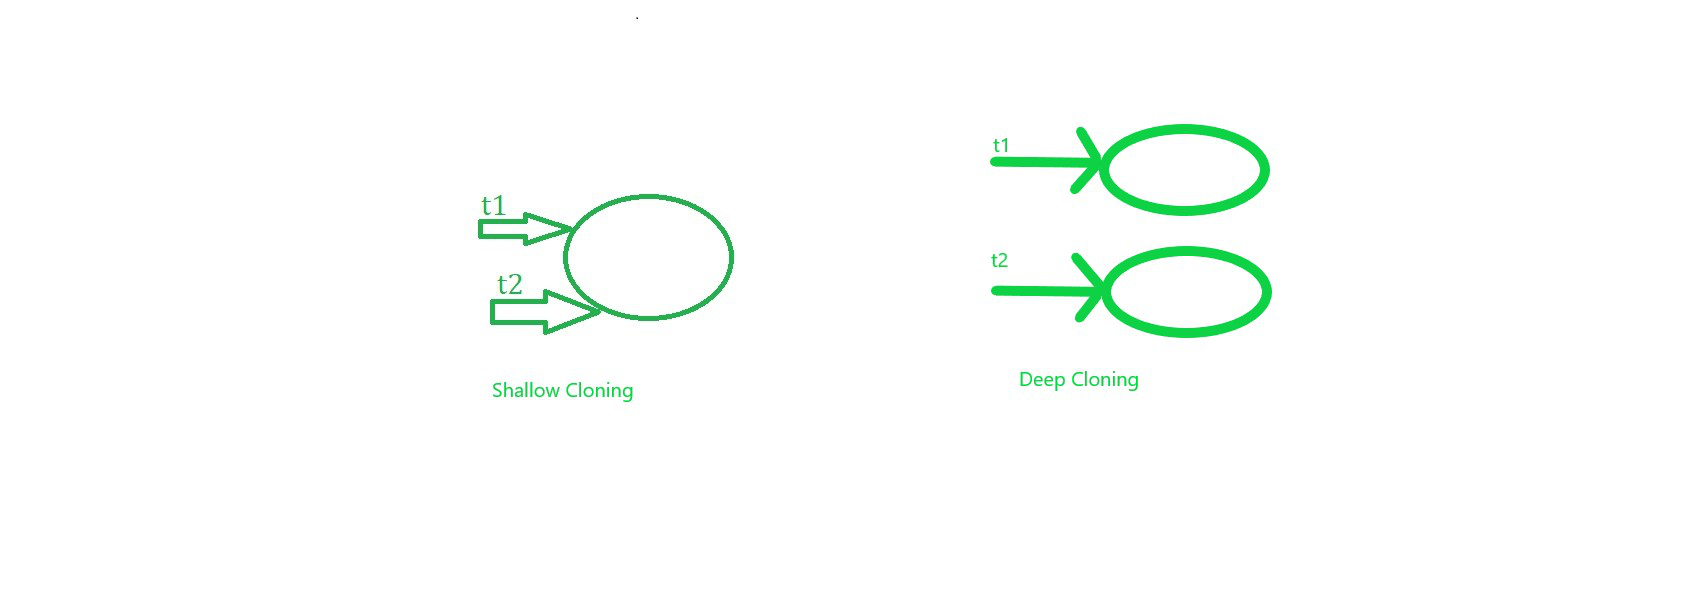 t1
t2
Shallow Cloning
t1
t2
Deep Cloning